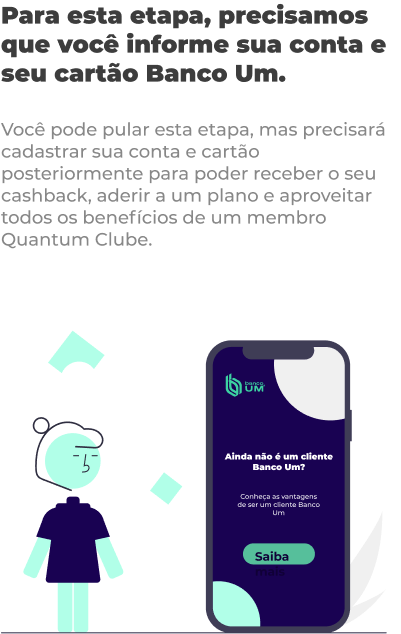 Para esta etapa, precisamos
que você informe sua conta e
seu cartão Banco Um.
Você pode pular esta etapa, mas precisará
cadastrar sua conta e cartão
posteriormente para poder receber o seu
cashback, aderir a um plano e aproveitar
todos os benefícios de um membro
Quantum Clube.
banco
UM
Ainda não é um cliente
Banco Um?
Conheça as vantagens
de ser um cliente Banco
Um
Saiba
mais